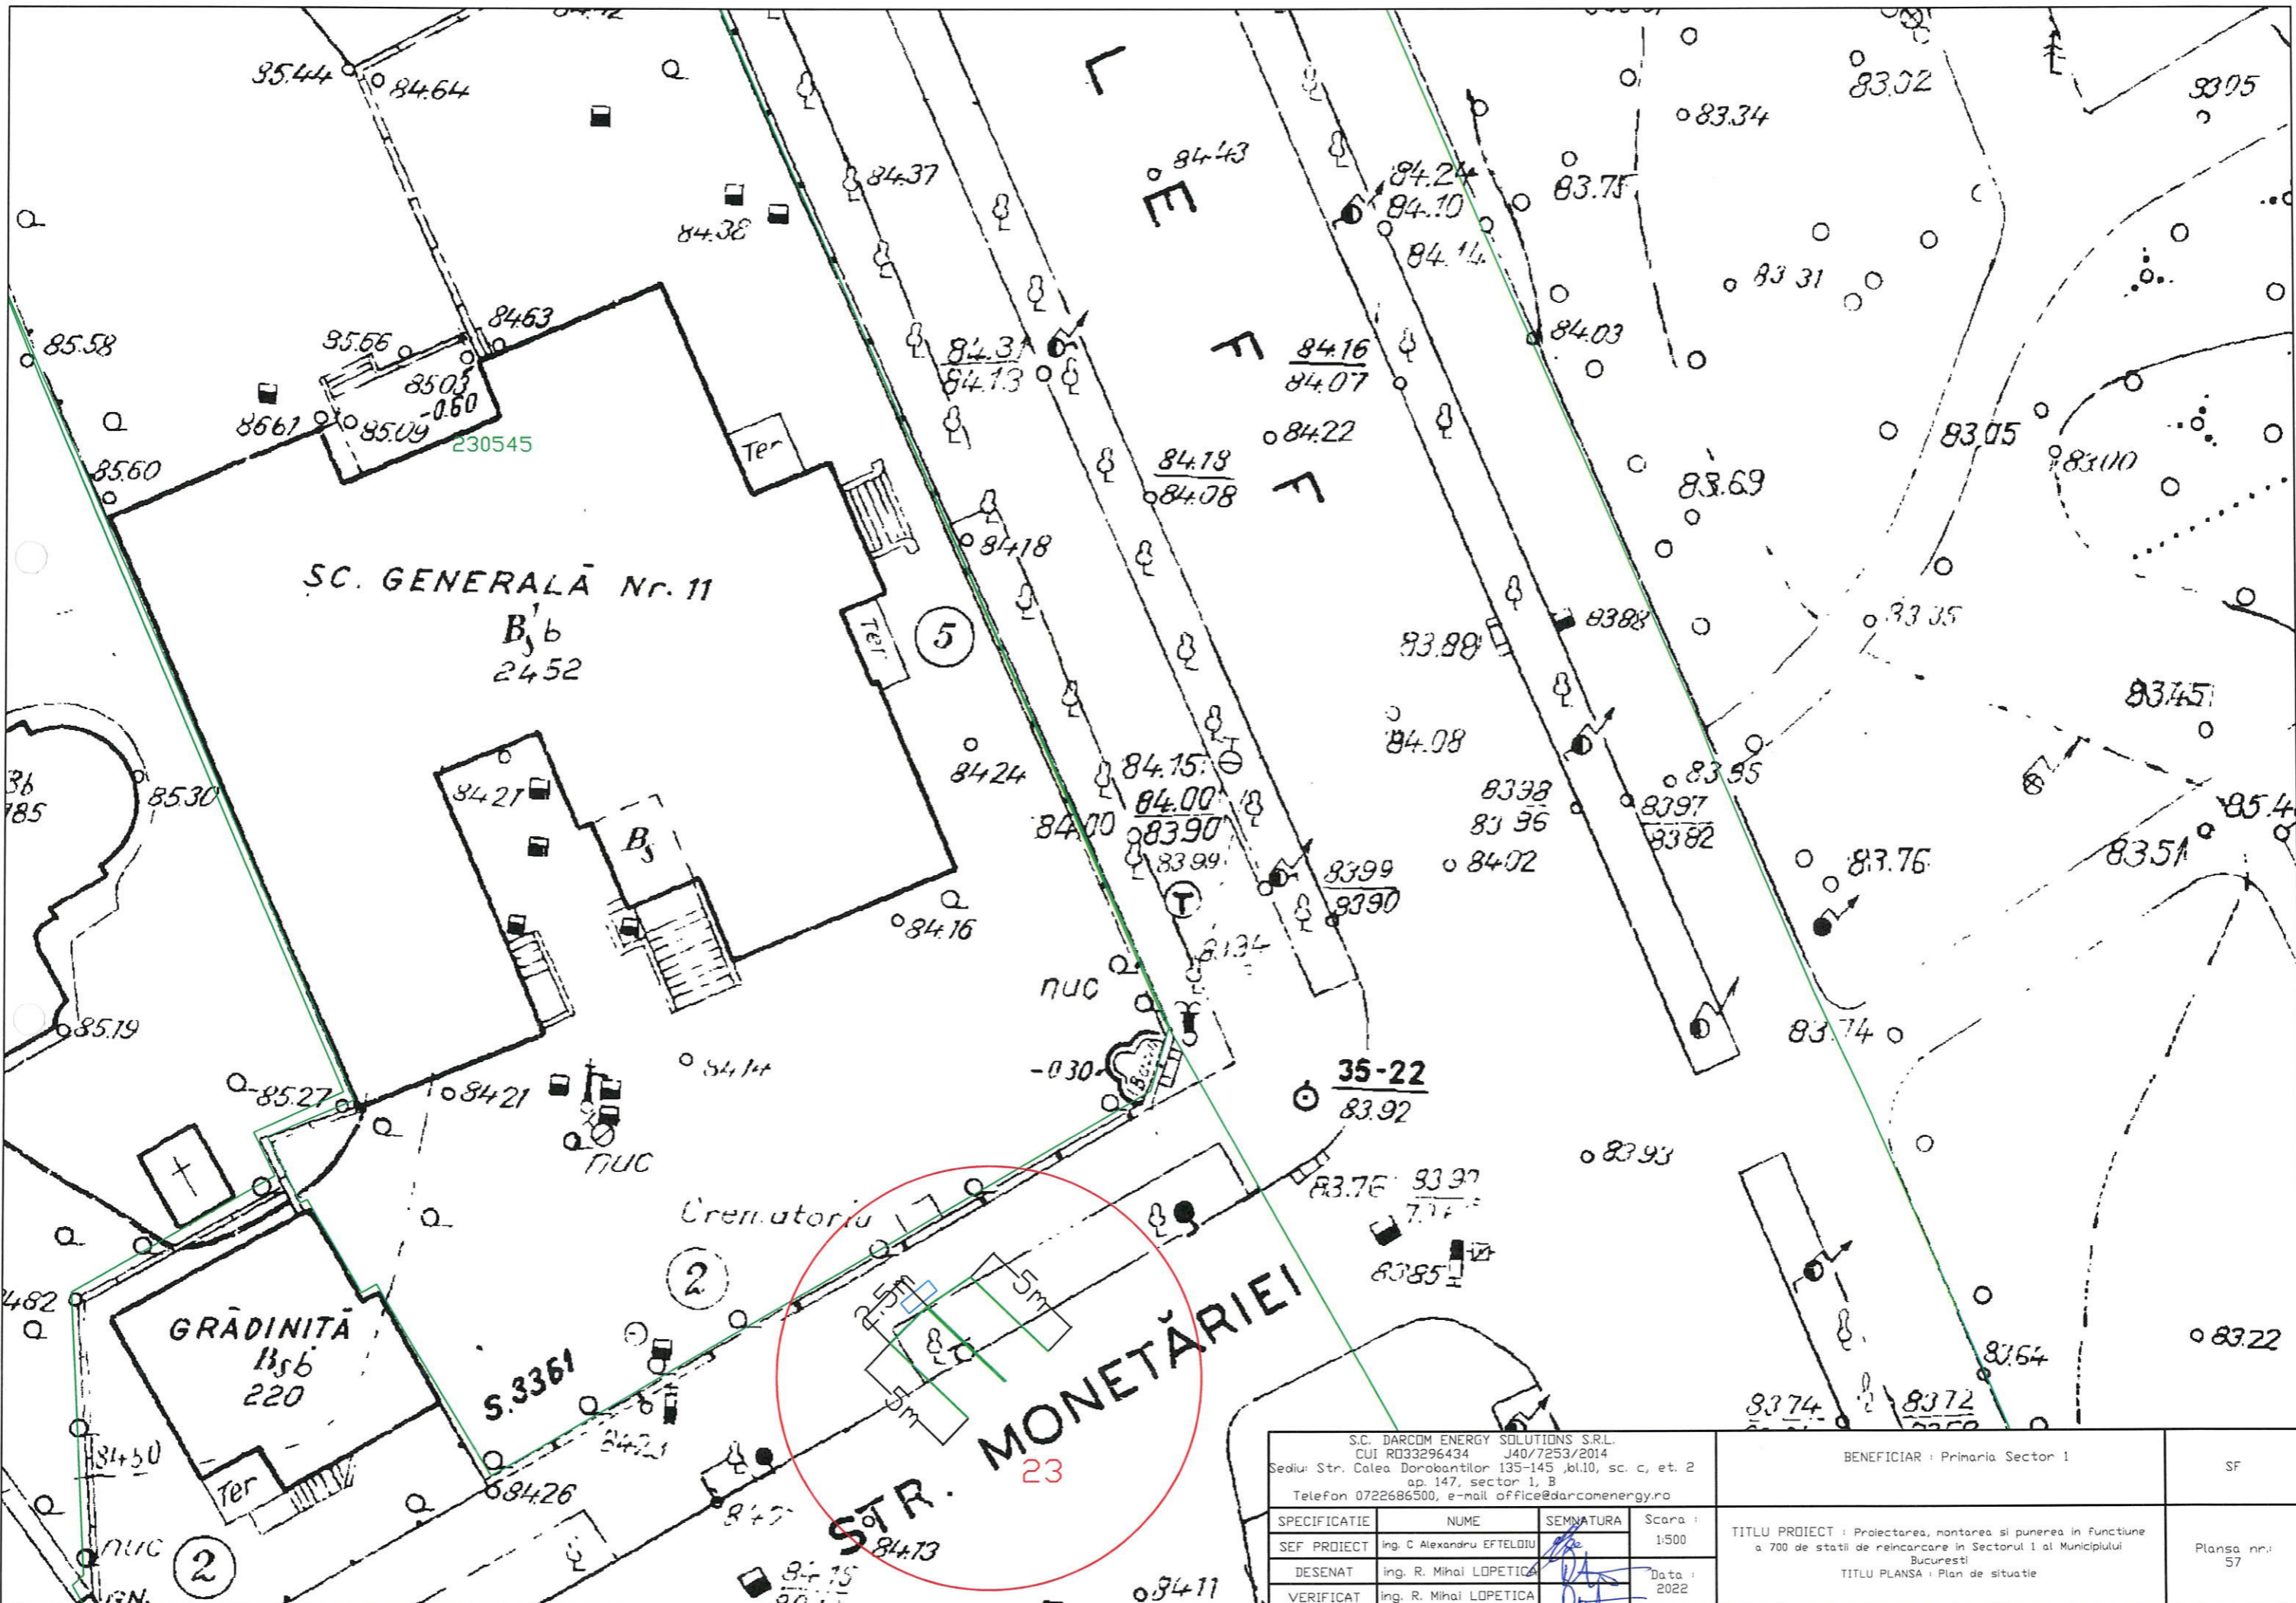 85.44
84.64
84.38
84.37
84.43
84.24
84.10
84.14
83.75
83.34
83.02
83.31
84.03
L
E
F
F
85.58
85.66
84.63
85.03
-0.60
86.61
85.09
230545
85.60
84.31
84.13
84.16
84.07
84.22
84.18
84.08
83.05
83.00
83.69
Ter
84.18
SC. GENERALĂ Nr. 11
2452
Ter
5
83.88
83.88
83.35
83.45
85.30
84.21
84.24
84.15
84.00
84.00
83.90
83.99
84.08
83.98
83.96
83.97
83.82
83.95
84.02
83.76
83.51
T
83.99
83.90
84.16
nuc
83.74
85.19
84.14
-0.30
35-22
83.92
85.27
84.21
nuc
83.93
83.76
83.85
Crematoriu
2
2.5m
5m
5m
GRĂDINIȚĂ
Bsb
220
S.3361
STR. MONETĂRIEI
23
83.64
83.22
83.74
83.72
84.50
Ter
84.26
nuc
2
84.13
84.15
84.11
S.C. DARCOM ENERGY SOLUTIONS S.R.L.
CUI RO33296434 J40/7253/2014
Sediu: Str. Calea Dorobantilor 135-145 ,bl.10, sc. c, et. 2
ap. 147, sector 1, B
Telefon 0722686500, e-mail office@darcomenergy.ro
BENEFICIAR : Primaria Sector 1
SF
SPECIFICATIE NUME SEMNATURA Scara :
1:500
SEF PROIECT ing. C Alexandru EFTELOIU
DESENAT ing. R. Mihai LOPETICA Data :
2022
VERIFICAT ing. R. Mihai LOPETICA
TITLU PROIECT : Proiectarea, montarea si punerea in functiune
a 700 de statii de reincarcare in Sectorul 1 al Municipiului
Bucuresti
TITLU PLANSA : Plan de situatie
Plansa nr.:
57